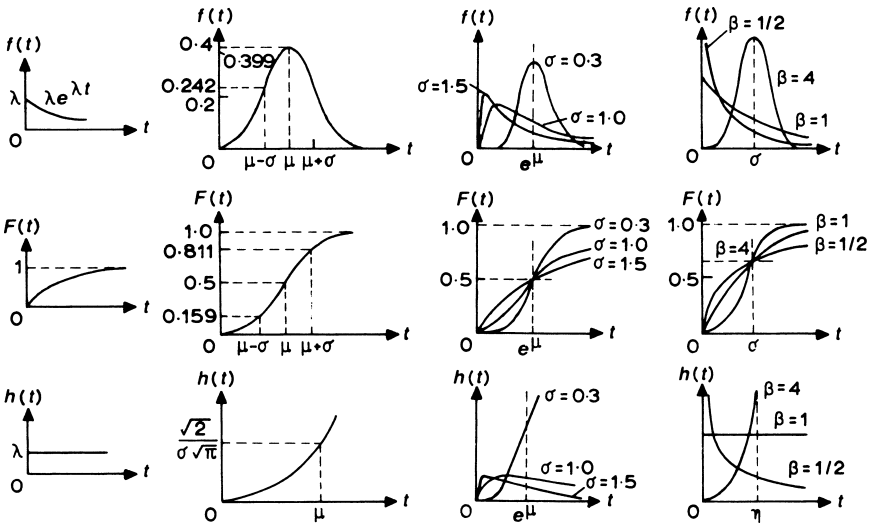 f(t)
λ
λe^λt
O
t
f(t)
0.4
0.399
0.242
0.2
O
μ-σ
μ
μ+σ
t
f(t)
σ=1.5
σ=0.3
σ=1.0
O
e^μ
t
f(t)
β=1/2
β=4
β=1
O
σ
t
F(t)
1
O
t
F(t)
1.0
0.811
0.5
0.159
O
μ-σ
μ
μ+σ
t
F(t)
1.0
0.5
σ=0.3
σ=1.0
σ=1.5
O
e^μ
t
F(t)
1.0
β=4
0.5
β=1
β=1/2
O
σ
t
h(t)
λ
O
t
h(t)
√2
σ√π
O
μ
t
h(t)
σ=0.3
σ=1.0
σ=1.5
O
e^μ
t
h(t)
β=4
β=1
β=1/2
O
η
t